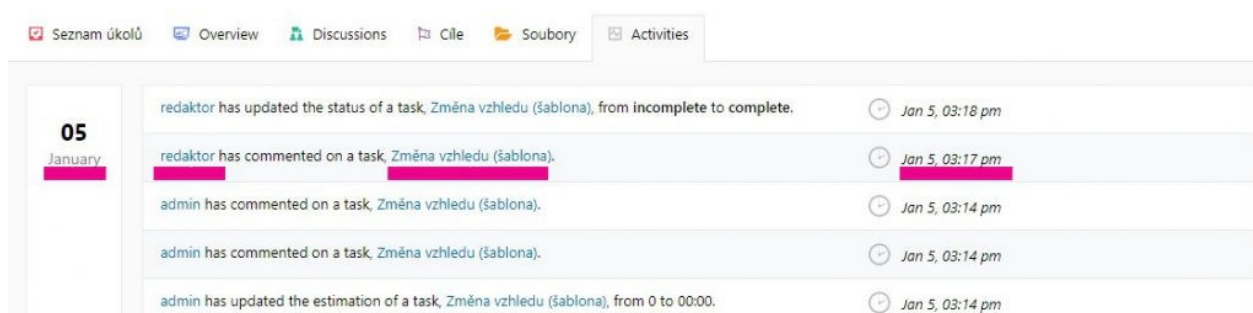 Seznam úkolů Overview Discussions Cíle Soubory Activities
05
January
redaktor has updated the status of a task, Změna vzhledu (šablona), from incomplete to complete. Jan 5, 03:18 pm
redaktor has commented on a task, Změna vzhledu (šablona). Jan 5, 03:17 pm
admin has commented on a task, Změna vzhledu (šablona). Jan 5, 03:14 pm
admin has commented on a task, Změna vzhledu (šablona). Jan 5, 03:14 pm
admin has updated the estimation of a task, Změna vzhledu (šablona), from 0 to 00:00. Jan 5, 03:14 pm